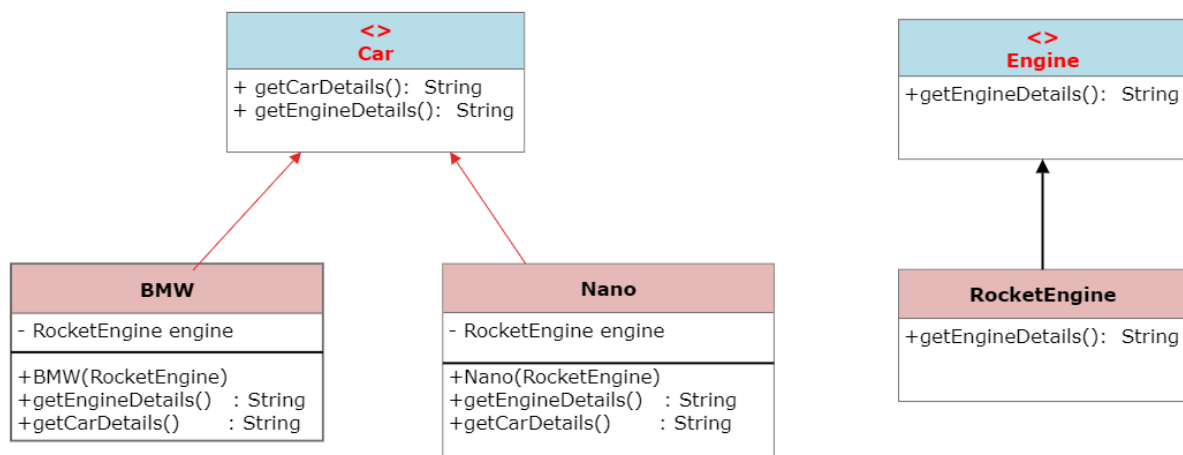 <>
Car
+ getCarDetails(): String
+ getEngineDetails(): String
<>
Engine
+getEngineDetails(): String
BMW
- RocketEngine engine
+BMW(RocketEngine)
+getEngineDetails() : String
+getCarDetails() : String
Nano
- RocketEngine engine
+Nano(RocketEngine)
+getEngineDetails() : String
+getCarDetails() : String
RocketEngine
+getEngineDetails(): String